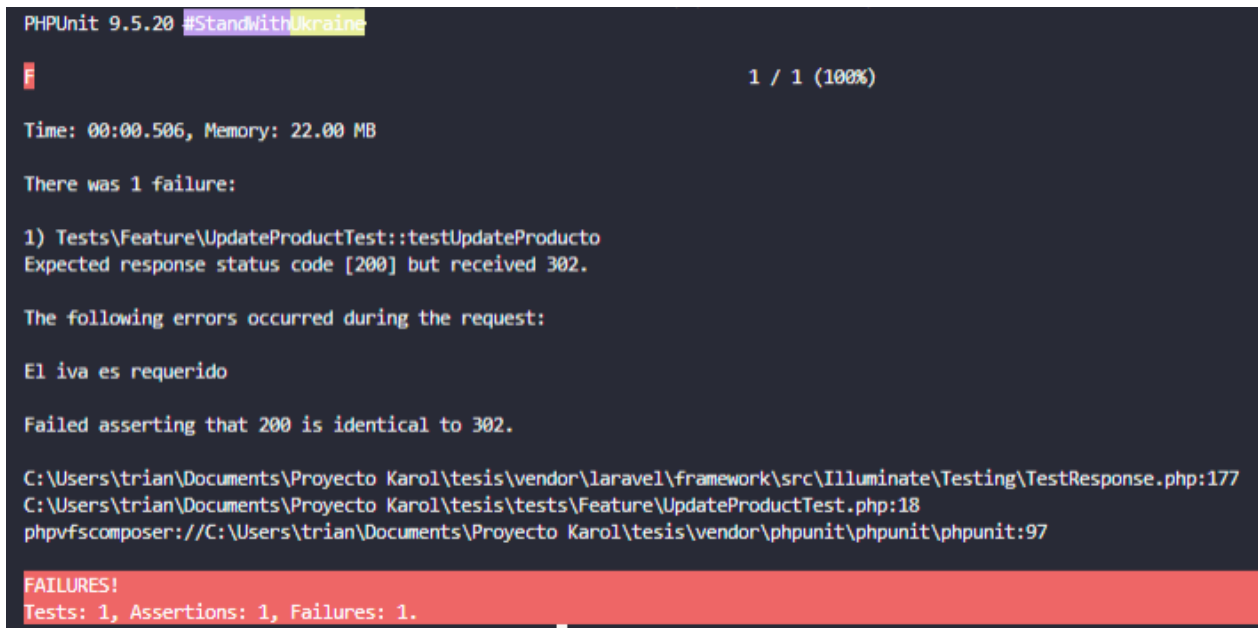 PHPUnit 9.5.20 #StandWithUkraine
F 1 / 1 (100%)
Time: 00:00.506, Memory: 22.00 MB
There was 1 failure:
1) Tests\Feature\UpdateProductTest::testUpdateProducto
Expected response status code [200] but received 302.
The following errors occurred during the request:
El iva es requerido
Failed asserting that 200 is identical to 302.
C:\Users\trian\Documents\Proyecto Karol\tesis\vendor\laravel\framework\src\Illuminate\Testing\TestResponse.php:177
C:\Users\trian\Documents\Proyecto Karol\tesis\tests\Feature\UpdateProductTest.php:18
phpvfscomposer://C:\Users\trian\Documents\Proyecto Karol\tesis\vendor\phpunit\phpunit\phpunit:97
FAILURES!
Tests: 1, Assertions: 1, Failures: 1.